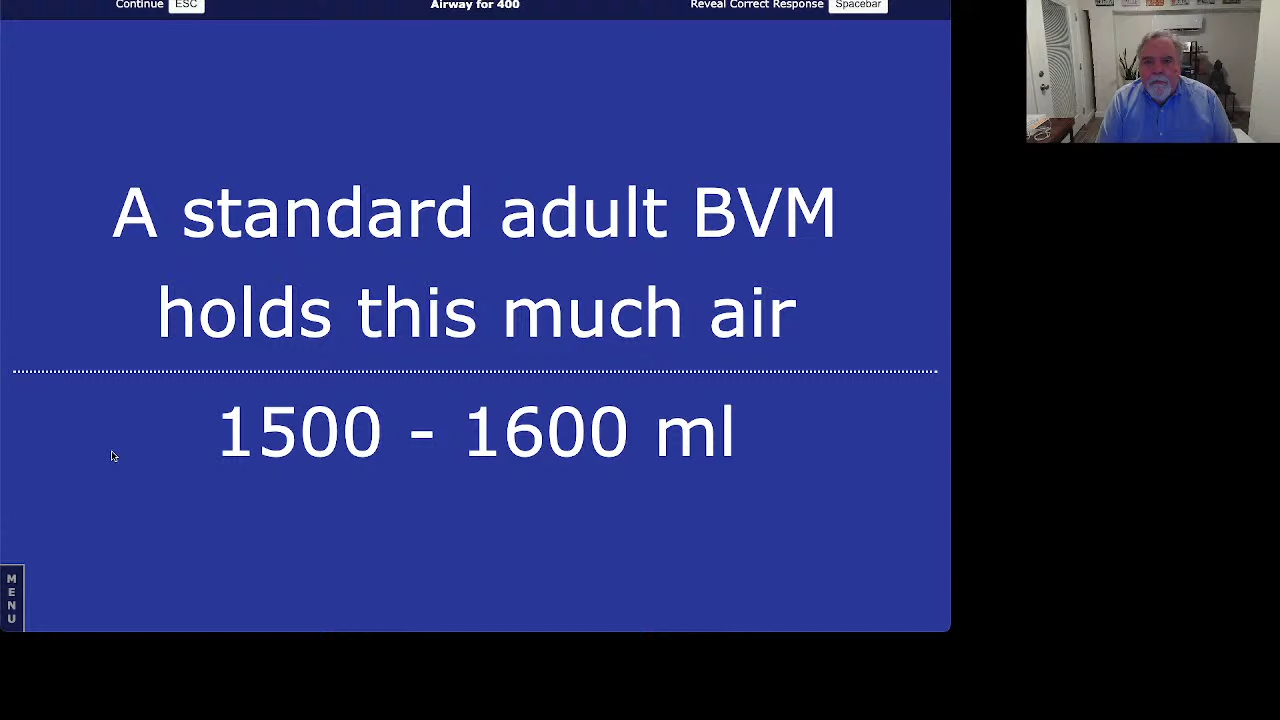 Continue ESC Airway for 400 Reveal Correct Response Spacebar
A standard adult BVM
holds this much air
1500 - 1600 ml
MENU